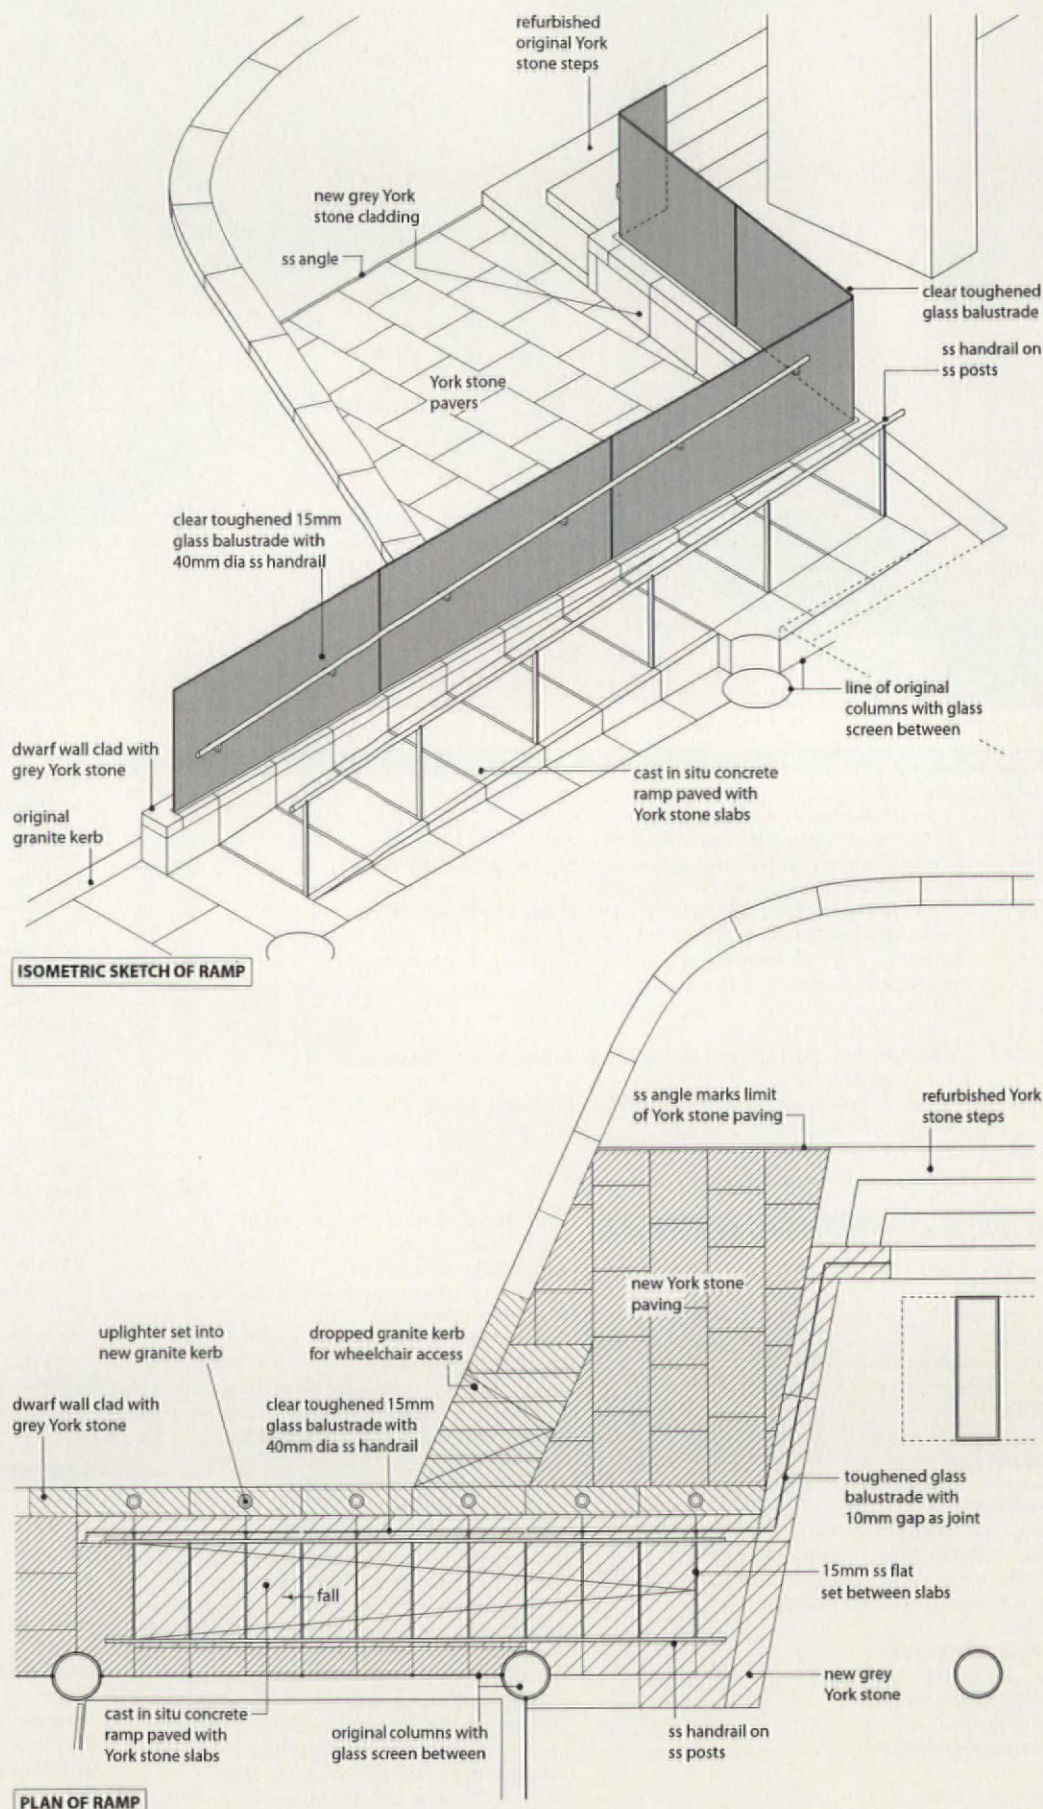 refurbished
original York
stone steps
new grey York
stone cladding
ss angle
clear toughened
glass balustrade
ss handrail on
ss posts
York stone
pavers
clear toughened 15mm
glass balustrade with
40mm dia ss handrail
line of original
columns with glass
screen between
dwarf wall clad with
grey York stone
cast in situ concrete
ramp paved with
York stone slabs
original
granite kerb
ISOMETRIC SKETCH OF RAMP
ss angle marks limit
of York stone paving
refurbished York
stone steps
new York stone
paving
uplighter set into
new granite kerb
dropped granite kerb
for wheelchair access
dwarf wall clad with
grey York stone
clear toughened 15mm
glass balustrade with
40mm dia ss handrail
toughened glass
balustrade with
10mm gap as joint
15mm ss flat
set between slabs
fall
new grey
York stone
cast in situ concrete
ramp paved with
York stone slabs
original columns with
glass screen between
ss handrail on
ss posts
PLAN OF RAMP